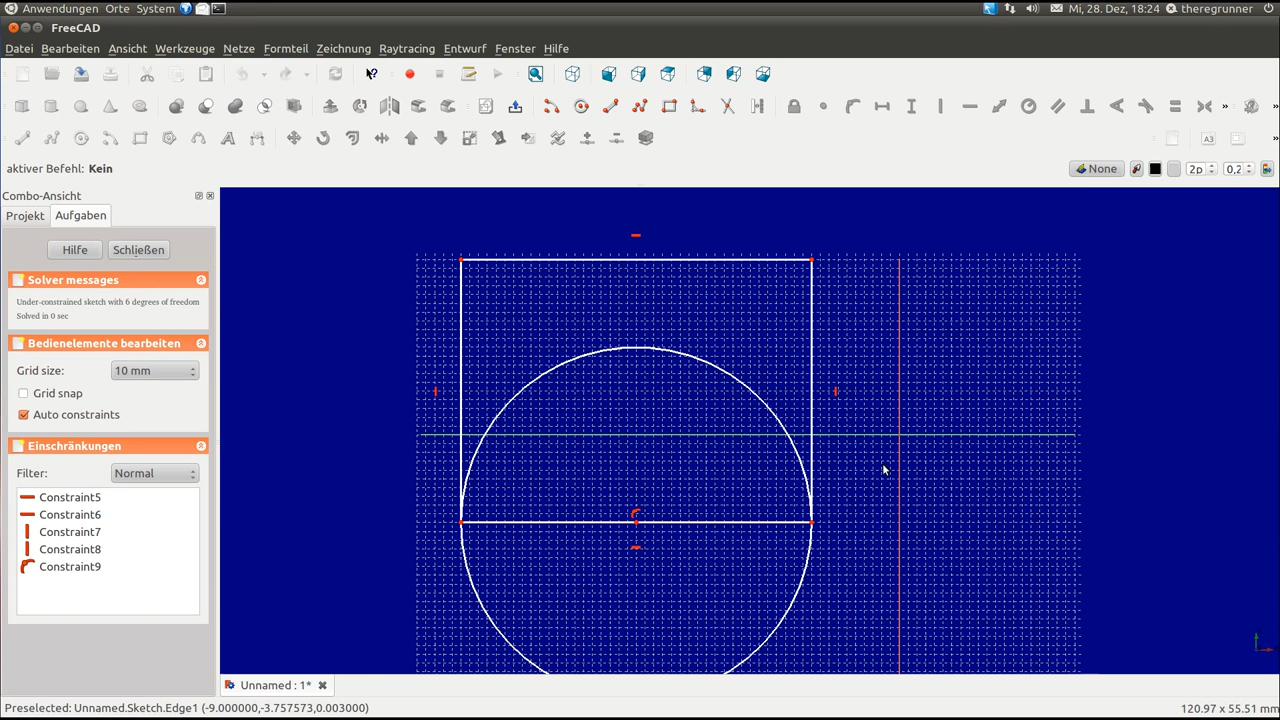 Anwendungen Orte System Mi, 28. Dez, 18:24 theregrunner
FreeCAD
Datei Bearbeiten Ansicht Werkzeuge Netze Formteil Zeichnung Raytracing Entwurf Fenster Hilfe
A3
aktiver Befehl: Kein None 2p 0,2
Combo-Ansicht
Projekt Aufgaben
Hilfe Schließen
Solver messages
Under-constrained sketch with 6 degrees of freedom
Solved in 0 sec
Bedienelemente bearbeiten
Grid size: 10 mm
Grid snap
Auto constraints
Einschränkungen
Filter: Normal
Constraint5
Constraint6
Constraint7
Constraint8
Constraint9
Unnamed : 1*
Preselected: Unnamed.Sketch.Edge1 (-9.000000,-3.757573,0.003000) 120.97 x 55.51 mm